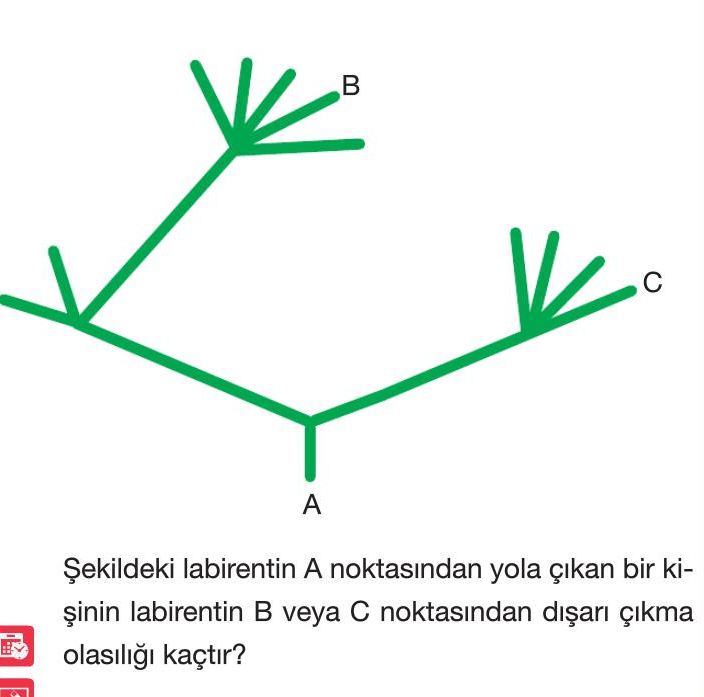 B
C
A
Şekildeki labirentin A noktasından yola çıkan bir ki-
şinin labirentin B veya C noktasından dışarı çıkma
olasılığı kaçtır?